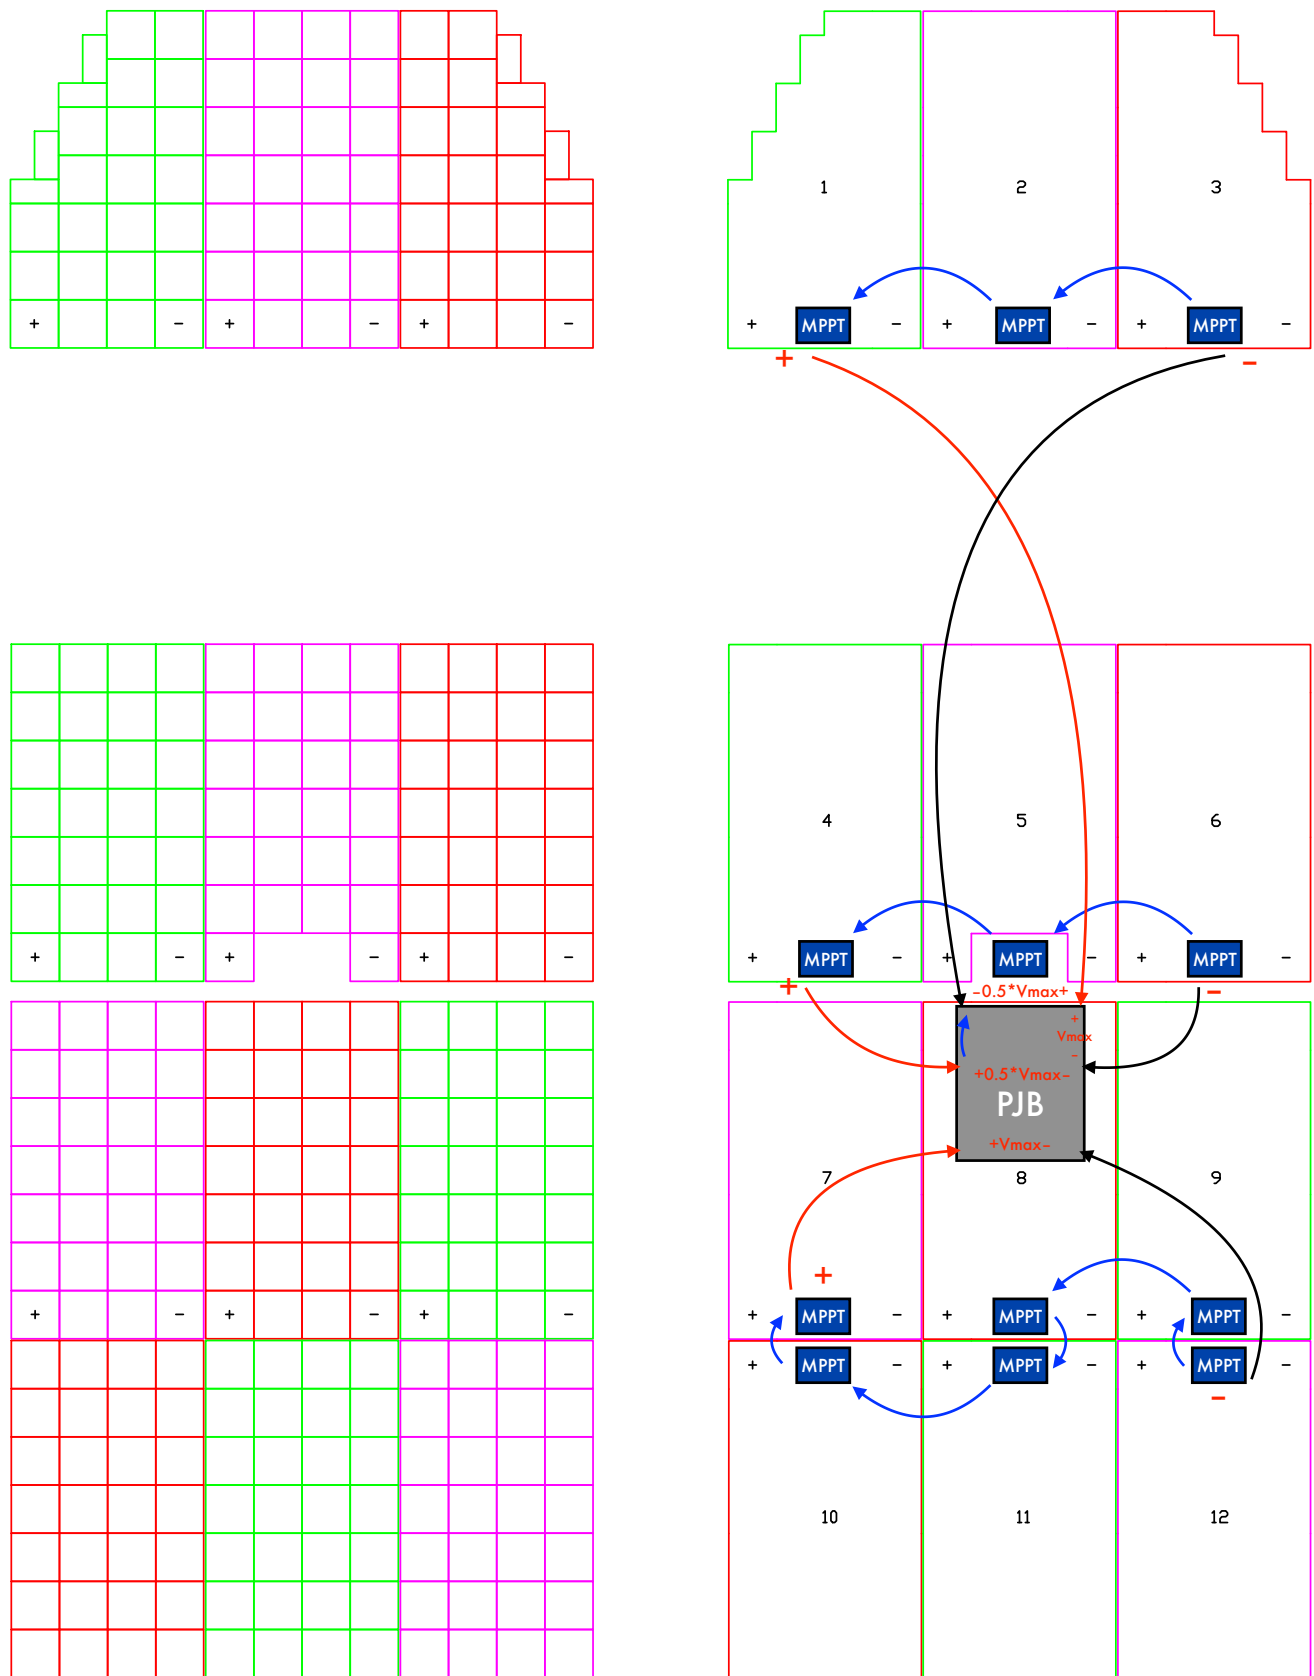 1 2 3
+ - + - + - + MPPT - + MPPT - + MPPT -
+ -
4 5 6
+ - + - + - + MPPT - + MPPT - + MPPT -
+ -0.5*Vmax+ -
+
Vmax
-
+0.5*Vmax-
PJB
+Vmax-
7 8 9
+
+ - + - + - + MPPT - + MPPT - + MPPT -
+ MPPT - + MPPT - + MPPT -
-
10 11 12